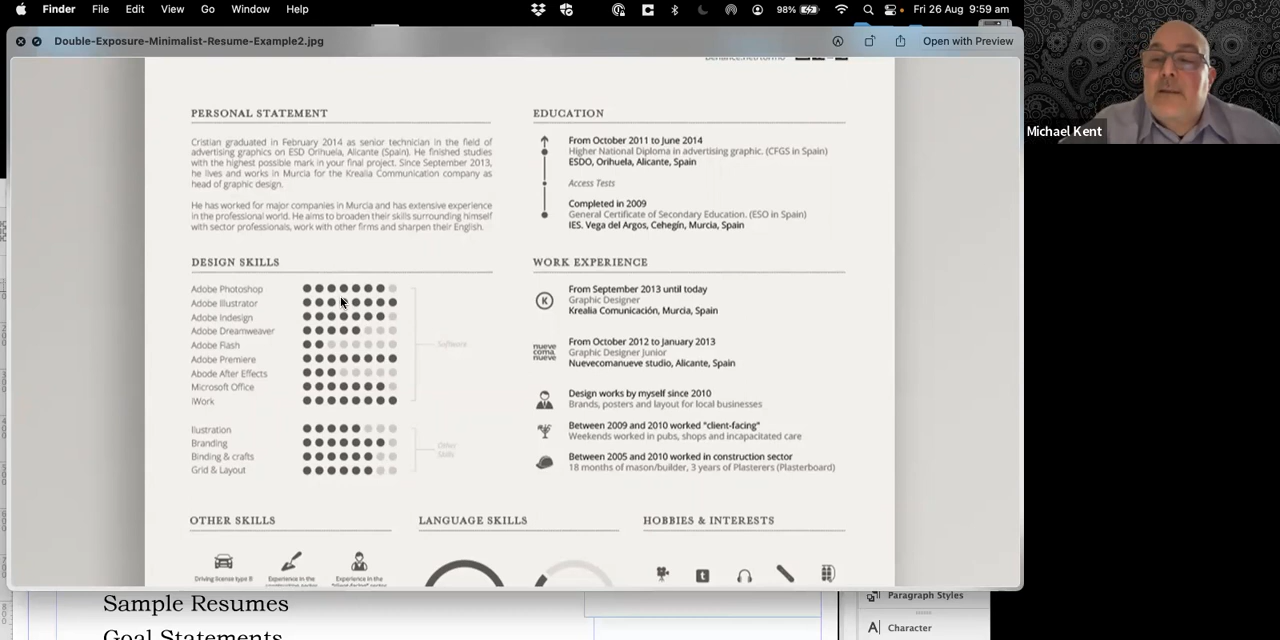 Finder File Edit View Go Window Help 98% Fri 26 Aug 9:59 am
Double-Exposure-Minimalist-Resume-Example2.jpg Open with Preview
Michael Kent
PERSONAL STATEMENT
Cristian graduated in February 2014 as senior technician in the field of
advertising graphics on ESD Orihuela, Alicante (Spain). He finished studies
with the highest possible mark in your final project. Since September 2013,
he lives and works in Murcia for the Krealia Communication company as
head of graphic design.
He has worked for major companies in Murcia and has extensive experience
in the professional world. He aims to broaden their skills surrounding himself
with sector professionals, work with other firms and sharpen their English.
EDUCATION
From October 2011 to June 2014
Higher National Diploma in advertising graphic. (CFGS in Spain)
ESDO, Orihuela, Alicante, Spain
Access Tests
Completed in 2009
General Certificate of Secondary Education. (ESO in Spain)
IES. Vega del Argos, Cehegín, Murcia, Spain
DESIGN SKILLS
Adobe Photoshop
Adobe Illustrator
Adobe Indesign
Adobe Dreamweaver
Adobe Flash
Adobe Premiere
Abode After Effects
Microsoft Office
iWork
Software
Ilustration
Branding
Binding & crafts
Grid & Layout
Other
Skills
WORK EXPERIENCE
K
From September 2013 until today
Graphic Designer
Krealia Comunicación, Murcia, Spain
nueve
coma
nueve
From October 2012 to January 2013
Graphic Designer Junior
Nuevecomanueve studio, Alicante, Spain
Design works by myself since 2010
Brands, posters and layout for local businesses
Between 2009 and 2010 worked "client-facing"
Weekends worked in pubs, shops and incapacitated care
Between 2005 and 2010 worked in construction sector
18 months of mason/builder, 3 years of Plasterers (Plasterboard)
OTHER SKILLS
Driving license type B
Experience in the
Experience in the
LANGUAGE SKILLS
HOBBIES & INTERESTS
t
Sample Resumes
Goal Statements
Paragraph Styles
A Character